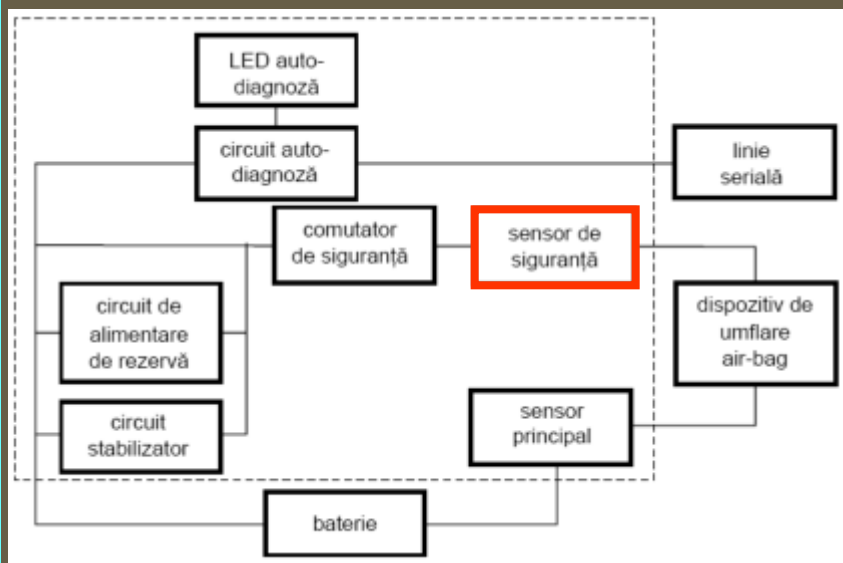 LED auto-
diagnoză
circuit auto-
diagnoză
linie
serială
comutator
de siguranță
sensor de
siguranță
circuit de
alimentare
de rezervă
dispozitiv de
umflare
air-bag
circuit
stabilizator
sensor
principal
baterie